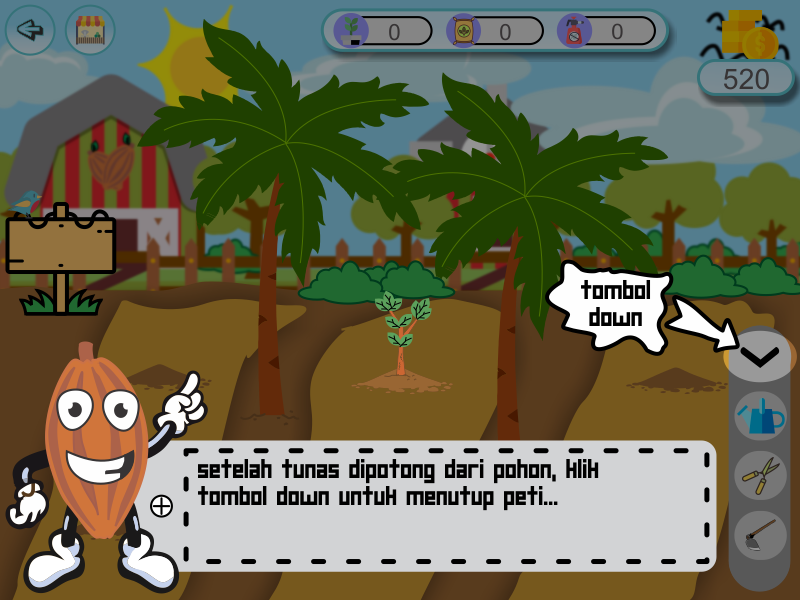 0
0
0
520
tombol
down
setelah tunas dipotong dari pohon, klik
tombol down untuk menutup peti...